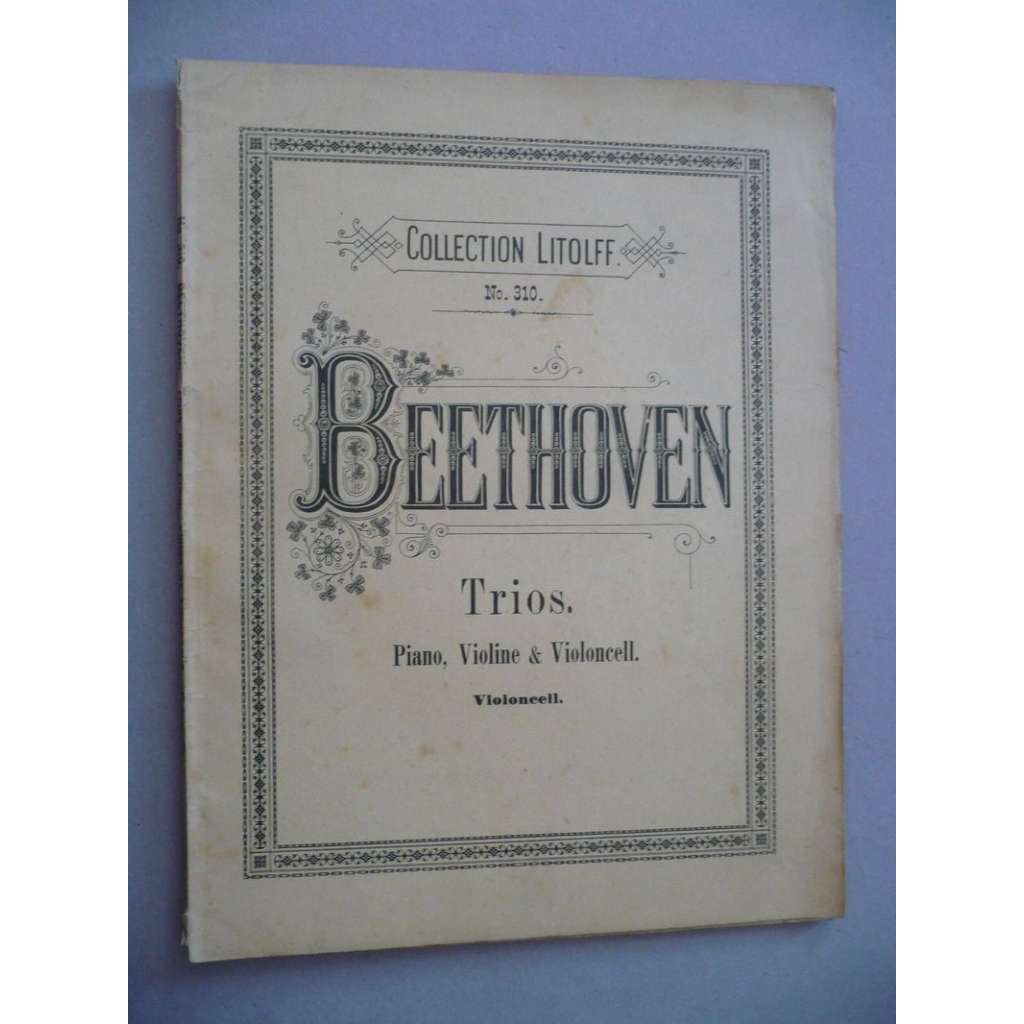 COLLECTION LITOLFF.
No. 310.
BEETHOVEN
Trios.
Piano, Violine & Violoncell.
Violoncell.